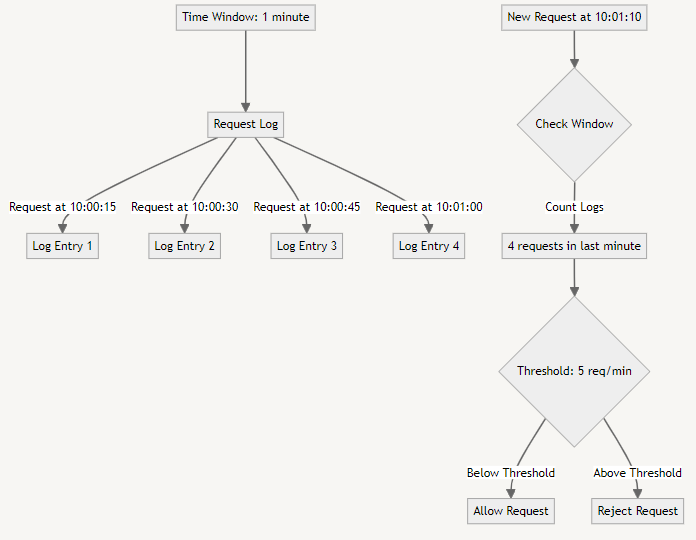 Time Window: 1 minute
New Request at 10:01:10
Request Log
Check Window
Request at 10:00:15
Request at 10:00:30
Request at 10:00:45
Request at 10:01:00
Count Logs
Log Entry 1
Log Entry 2
Log Entry 3
Log Entry 4
4 requests in last minute
Threshold: 5 req/min
Below Threshold
Above Threshold
Allow Request
Reject Request